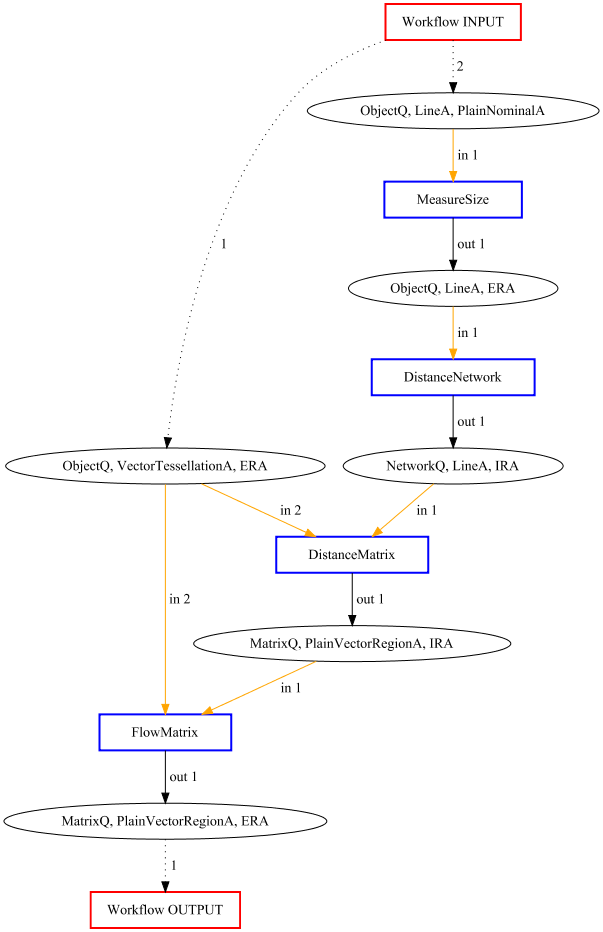 Workflow INPUT
2
ObjectQ, LineA, PlainNominalA
in 1
MeasureSize
1
out 1
ObjectQ, LineA, ERA
in 1
DistanceNetwork
out 1
ObjectQ, VectorTessellationA, ERA
NetworkQ, LineA, IRA
in 2
in 1
DistanceMatrix
in 2
out 1
MatrixQ, PlainVectorRegionA, IRA
in 1
FlowMatrix
out 1
MatrixQ, PlainVectorRegionA, ERA
1
Workflow OUTPUT